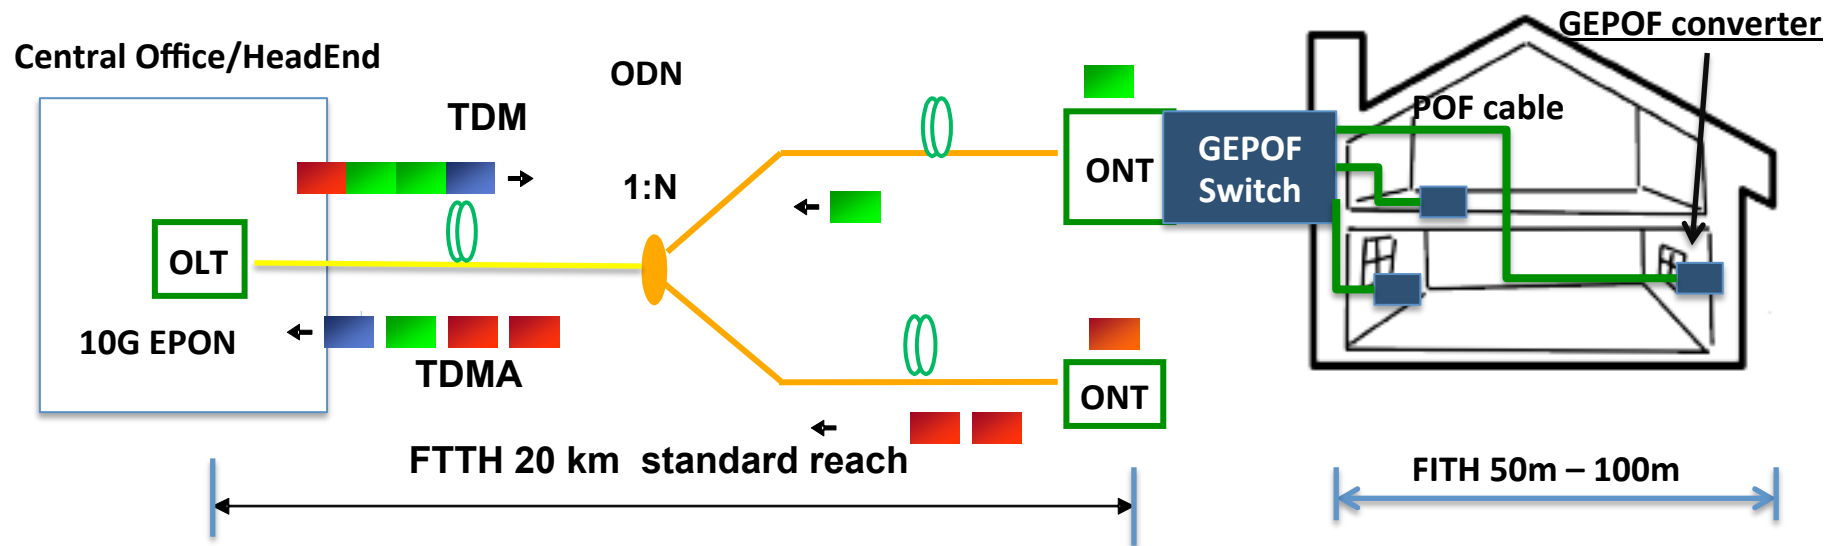 Central Office/HeadEnd
TDM
ODN
GEPOF converter
POF cable
1:N
ONT
GEPOF
Switch
OLT
10G EPON
TDMA
ONT
FTTH 20 km standard reach
FITH 50m – 100m